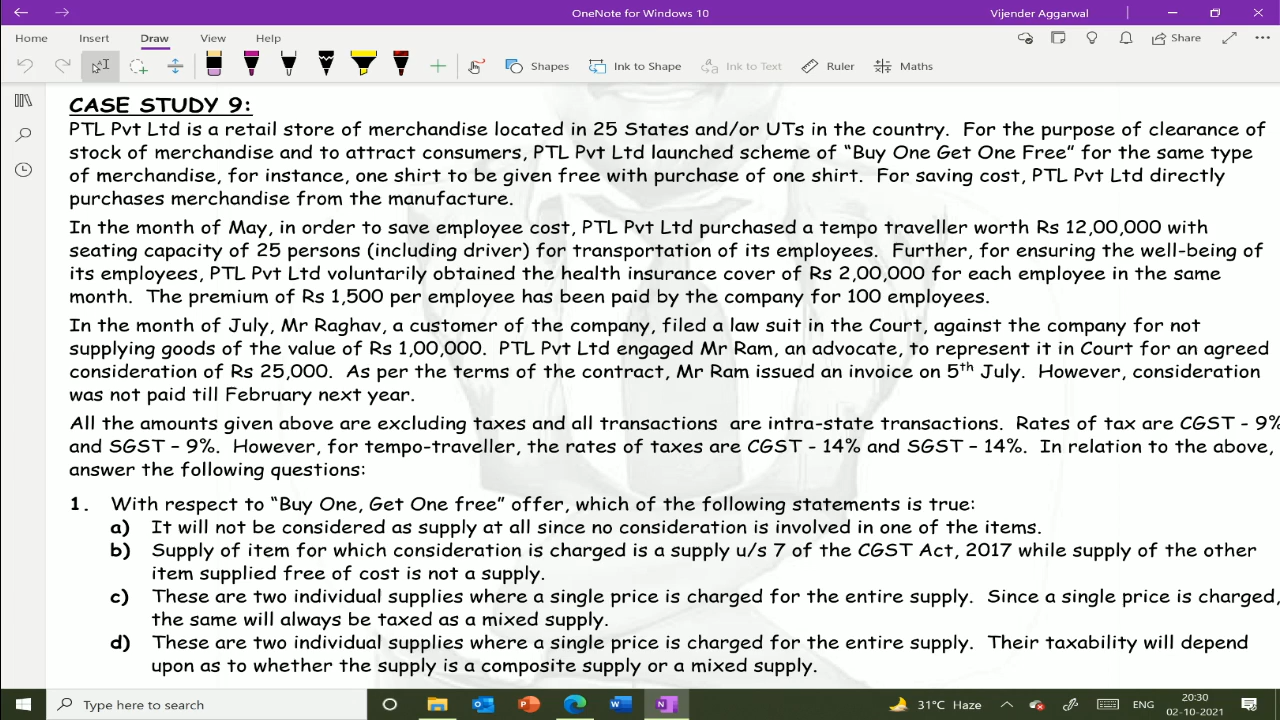 OneNote for Windows 10
Vijender Aggarwal
Home Insert Draw View Help
Share
Shapes Ink to Shape Ink to Text Ruler Maths
CASE STUDY 9:
PTL Pvt Ltd is a retail store of merchandise located in 25 States and/or UTs in the country. For the purpose of clearance of
stock of merchandise and to attract consumers, PTL Pvt Ltd launched scheme of “Buy One Get One Free” for the same type
of merchandise, for instance, one shirt to be given free with purchase of one shirt. For saving cost, PTL Pvt Ltd directly
purchases merchandise from the manufacture.
In the month of May, in order to save employee cost, PTL Pvt Ltd purchased a tempo traveller worth Rs 12,00,000 with
seating capacity of 25 persons (including driver) for transportation of its employees. Further, for ensuring the well-being of
its employees, PTL Pvt Ltd voluntarily obtained the health insurance cover of Rs 2,00,000 for each employee in the same
month. The premium of Rs 1,500 per employee has been paid by the company for 100 employees.
In the month of July, Mr Raghav, a customer of the company, filed a law suit in the Court, against the company for not
supplying goods of the value of Rs 1,00,000. PTL Pvt Ltd engaged Mr Ram, an advocate, to represent it in Court for an agreed
consideration of Rs 25,000. As per the terms of the contract, Mr Ram issued an invoice on 5th July. However, consideration
was not paid till February next year.
All the amounts given above are excluding taxes and all transactions are intra-state transactions. Rates of tax are CGST - 9%
and SGST – 9%. However, for tempo-traveller, the rates of taxes are CGST - 14% and SGST – 14%. In relation to the above,
answer the following questions:
1. With respect to “Buy One, Get One free” offer, which of the following statements is true:
a) It will not be considered as supply at all since no consideration is involved in one of the items.
b) Supply of item for which consideration is charged is a supply u/s 7 of the CGST Act, 2017 while supply of the other
item supplied free of cost is not a supply.
c) These are two individual supplies where a single price is charged for the entire supply. Since a single price is charged,
the same will always be taxed as a mixed supply.
d) These are two individual supplies where a single price is charged for the entire supply. Their taxability will depend
upon as to whether the supply is a composite supply or a mixed supply.
Type here to search
31°C Haze
ENG
20:30
02-10-2021